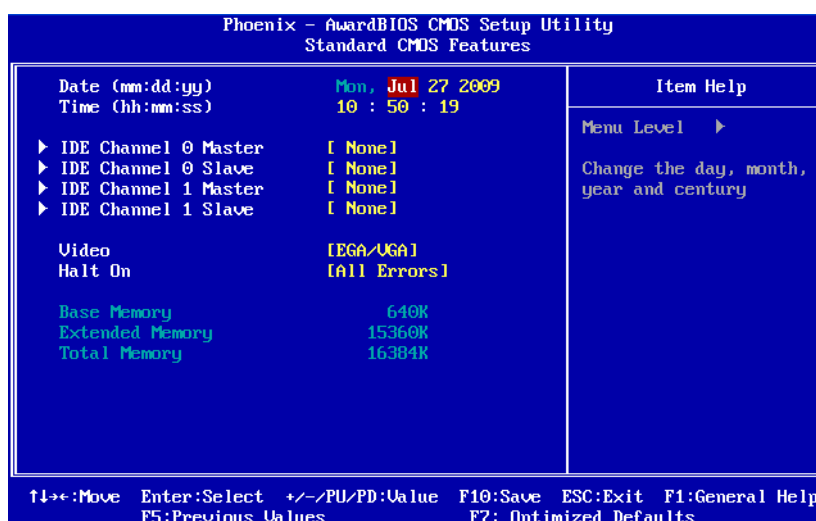 Phoenix - AwardBIOS CMOS Setup Utility
Standard CMOS Features
Date (mm:dd:yy) Mon, Jul 27 2009
Time (hh:mm:ss) 10 : 50 : 19
IDE Channel 0 Master [ None]
IDE Channel 0 Slave [ None]
IDE Channel 1 Master [ None]
IDE Channel 1 Slave [ None]
Video [EGA/VGA]
Halt On [All Errors]
Base Memory 640K
Extended Memory 15360K
Total Memory 16384K
Item Help
Menu Level
Change the day, month,
year and century
↑↓→←:Move Enter:Select +/-/PU/PD:Value F10:Save ESC:Exit F1:General Help
F5:Previous Values F7: Optimized Defaults